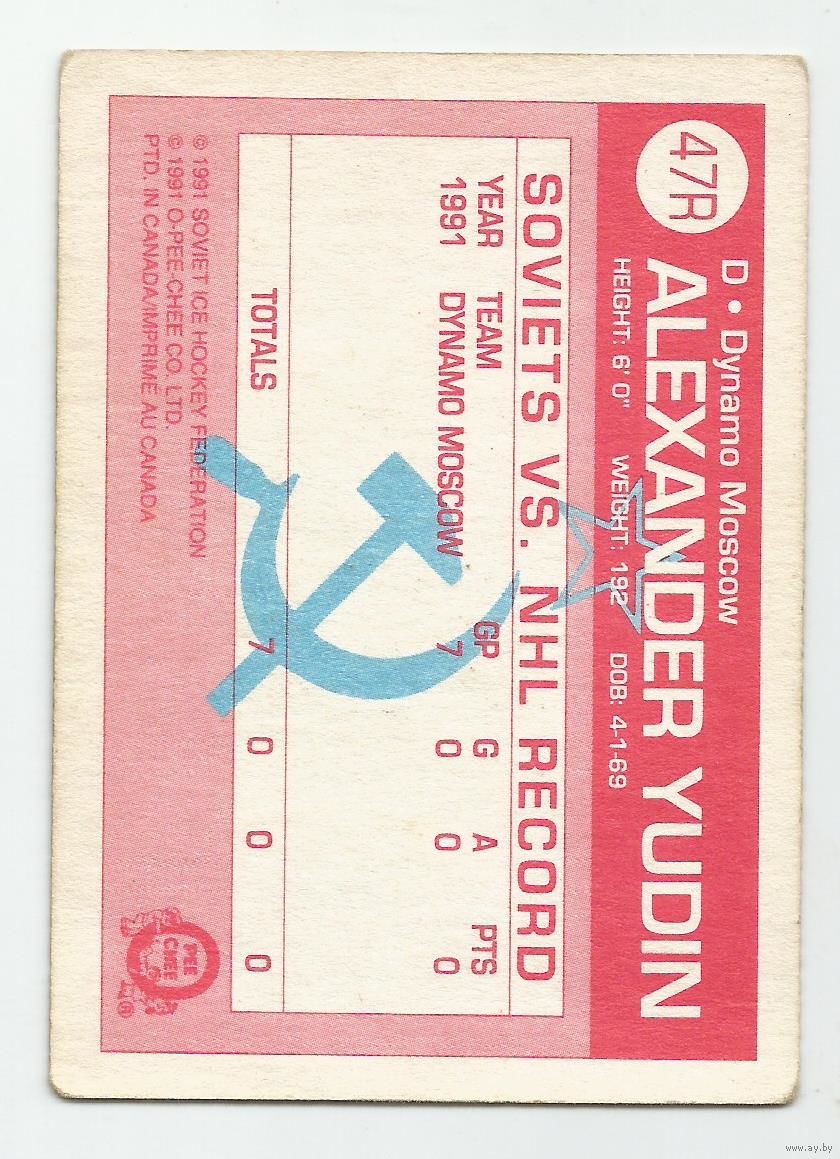 47R
D • Dynamo Moscow
ALEXANDER YUDIN
HEIGHT: 6' 0" WEIGHT: 192 DOB: 4-1-69
SOVIETS VS. NHL RECORD
YEAR TEAM GP G A PTS
1991 DYNAMO MOSCOW 7 0 0 0
TOTALS 7 0 0 0
© 1991 SOVIET ICE HOCKEY FEDERATION
© 1991 O-PEE-CHEE CO. LTD.
PTD. IN CANADA/IMPRIMÉ AU CANADA
O PEE CHEE ®
www.ay.by